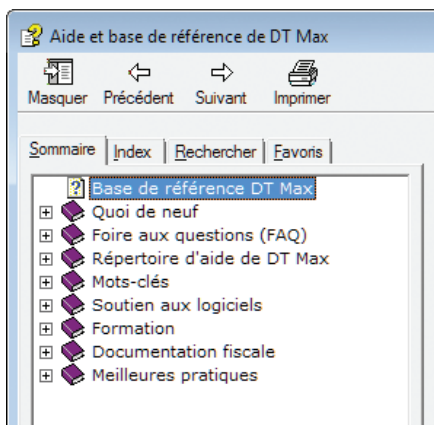 Aide et base de référence de DT Max
Masquer Précédent Suivant Imprimer
Sommaire Index Rechercher Favoris
Base de référence DT Max
Quoi de neuf
Foire aux questions (FAQ)
Répertoire d'aide de DT Max
Mots-clés
Soutien aux logiciels
Formation
Documentation fiscale
Meilleures pratiques